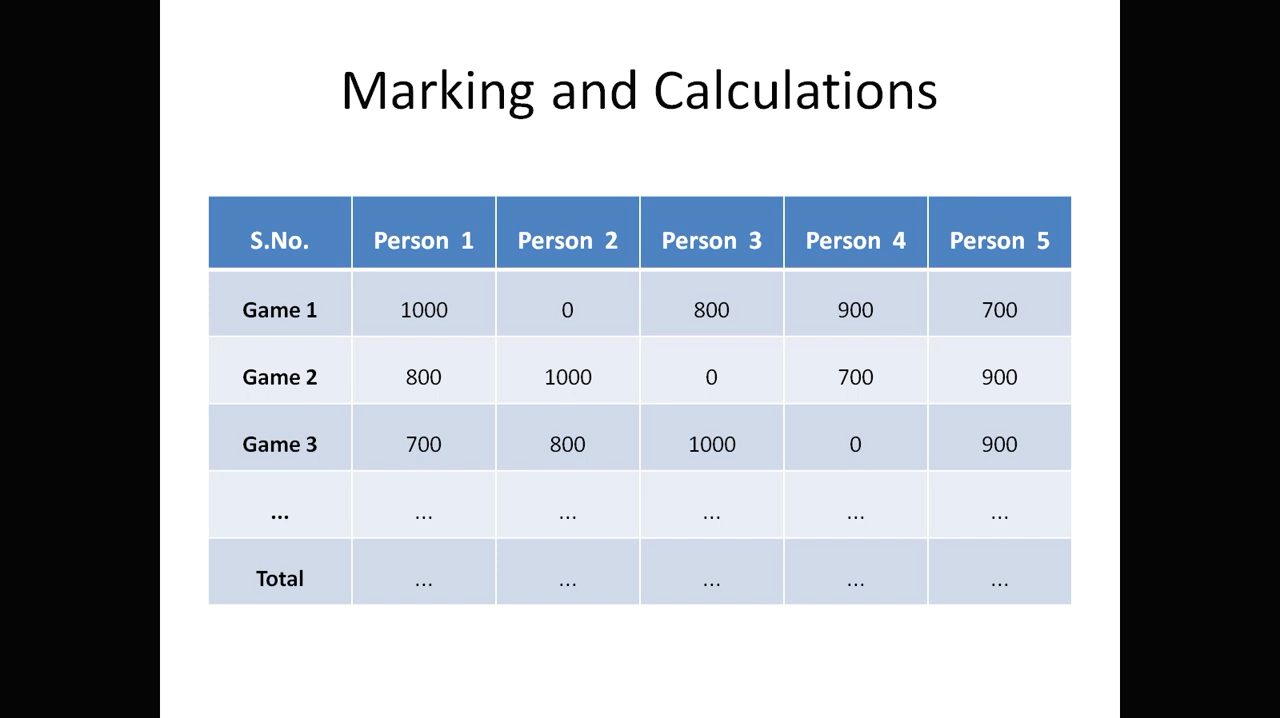 Marking and Calculations
S.No. Person 1 Person 2 Person 3 Person 4 Person 5
Game 1 1000 0 800 900 700
Game 2 800 1000 0 700 900
Game 3 700 800 1000 0 900
... ... ... ... ... ...
Total ... ... ... ... ...